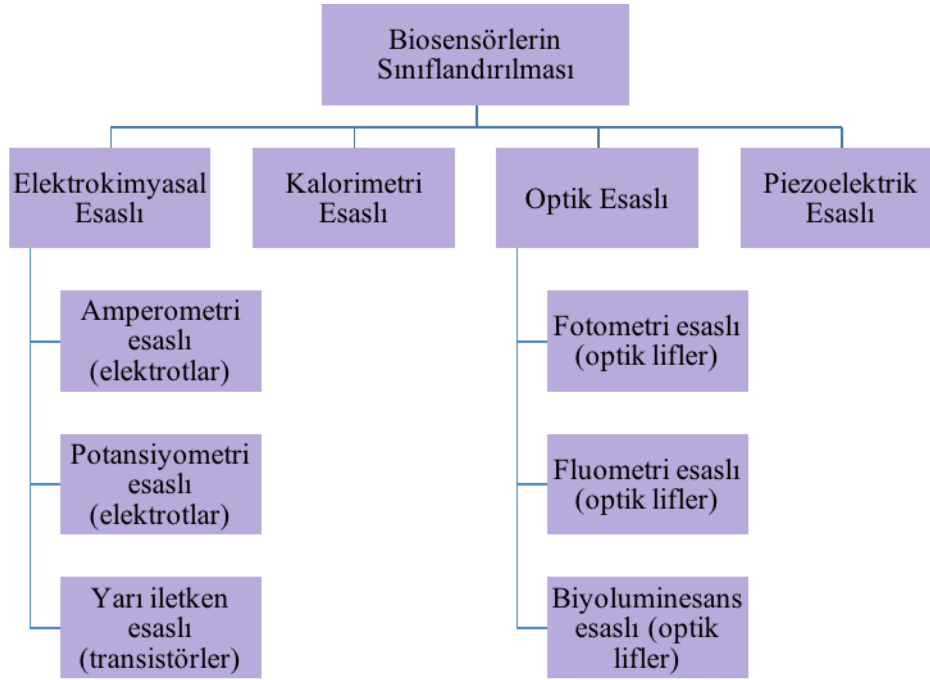 Biosensörlerin
Sınıflandırılması
Elektrokimyasal
Esaslı
Kalorimetri
Esaslı
Optik Esaslı
Piezoelektrik
Esaslı
Amperometri
esaslı
(elektrotlar)
Potansiyometri
esaslı
(elektrotlar)
Yarı iletken
esaslı
(transistörler)
Fotometri esaslı
(optik lifler)
Fluometri esaslı
(optik lifler)
Biyoluminesans
esaslı (optik
lifler)